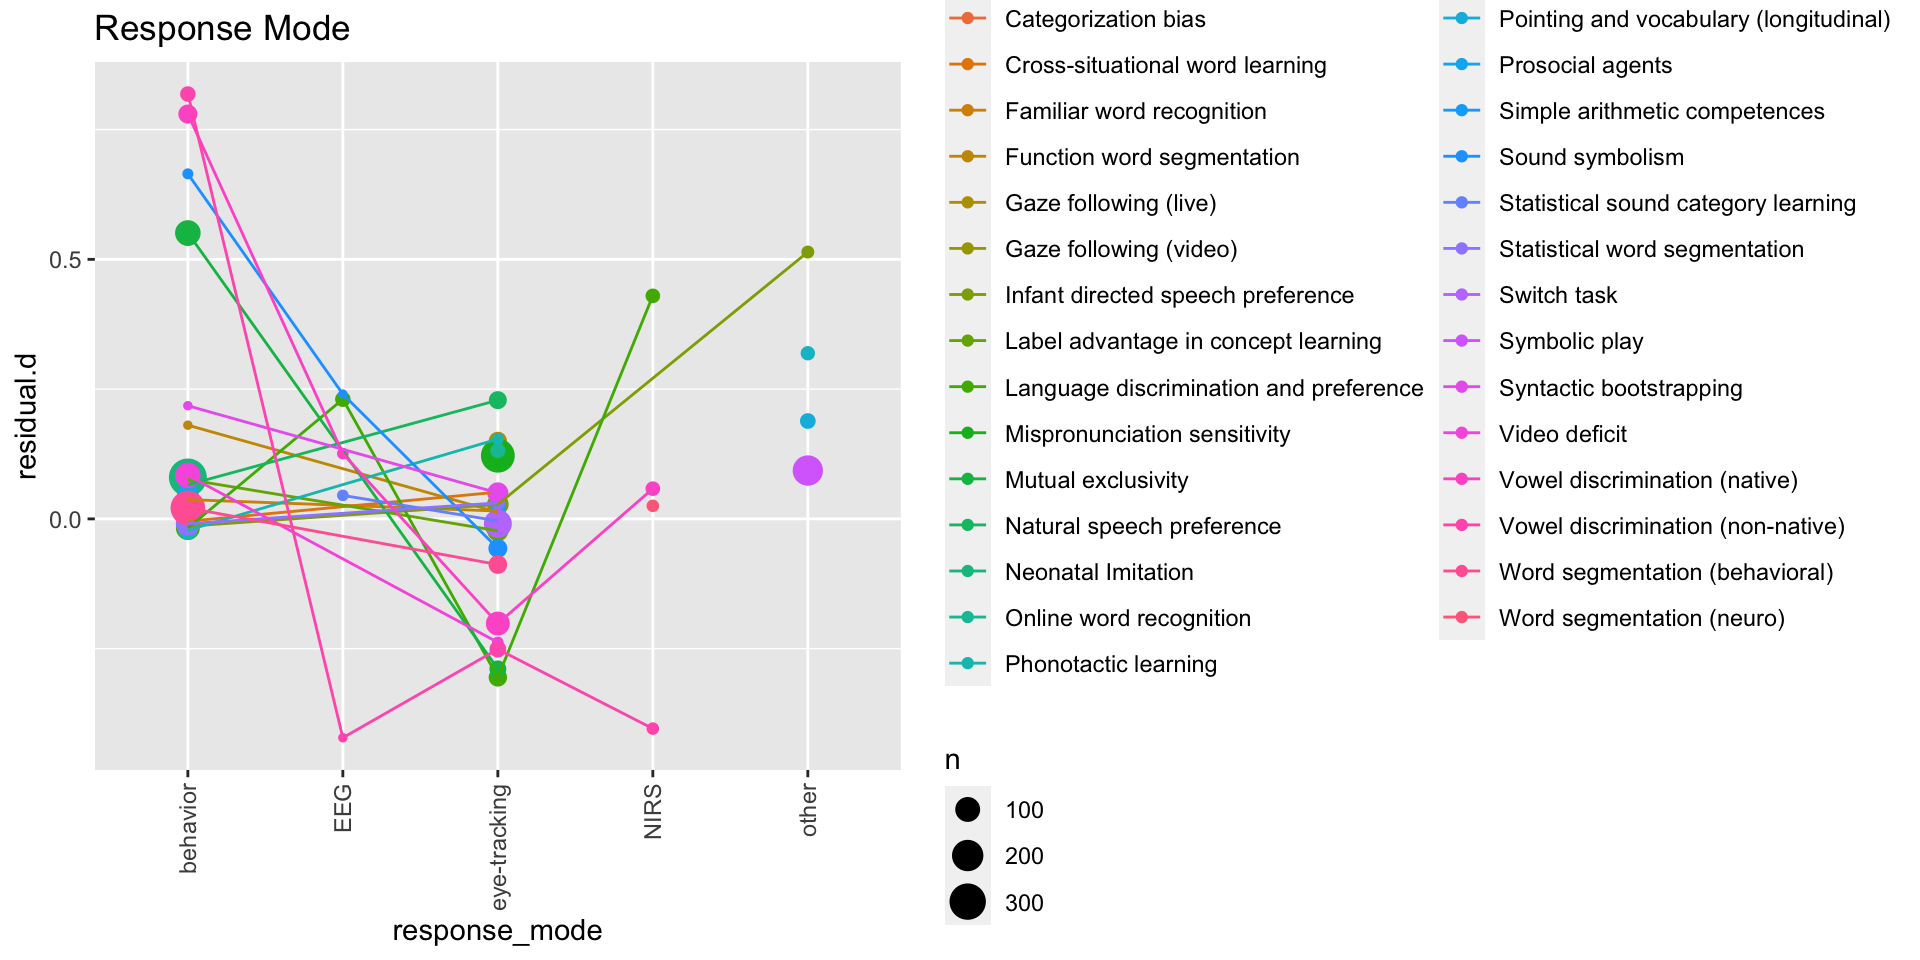 Response Mode
residual.d
0.5
0.0
behavior
EEG
eye-tracking
NIRS
other
response_mode
Categorization bias
Cross-situational word learning
Familiar word recognition
Function word segmentation
Gaze following (live)
Gaze following (video)
Infant directed speech preference
Label advantage in concept learning
Language discrimination and preference
Mispronunciation sensitivity
Mutual exclusivity
Natural speech preference
Neonatal Imitation
Online word recognition
Phonotactic learning
Pointing and vocabulary (longitudinal)
Prosocial agents
Simple arithmetic competences
Sound symbolism
Statistical sound category learning
Statistical word segmentation
Switch task
Symbolic play
Syntactic bootstrapping
Video deficit
Vowel discrimination (native)
Vowel discrimination (non-native)
Word segmentation (behavioral)
Word segmentation (neuro)
n
100
200
300